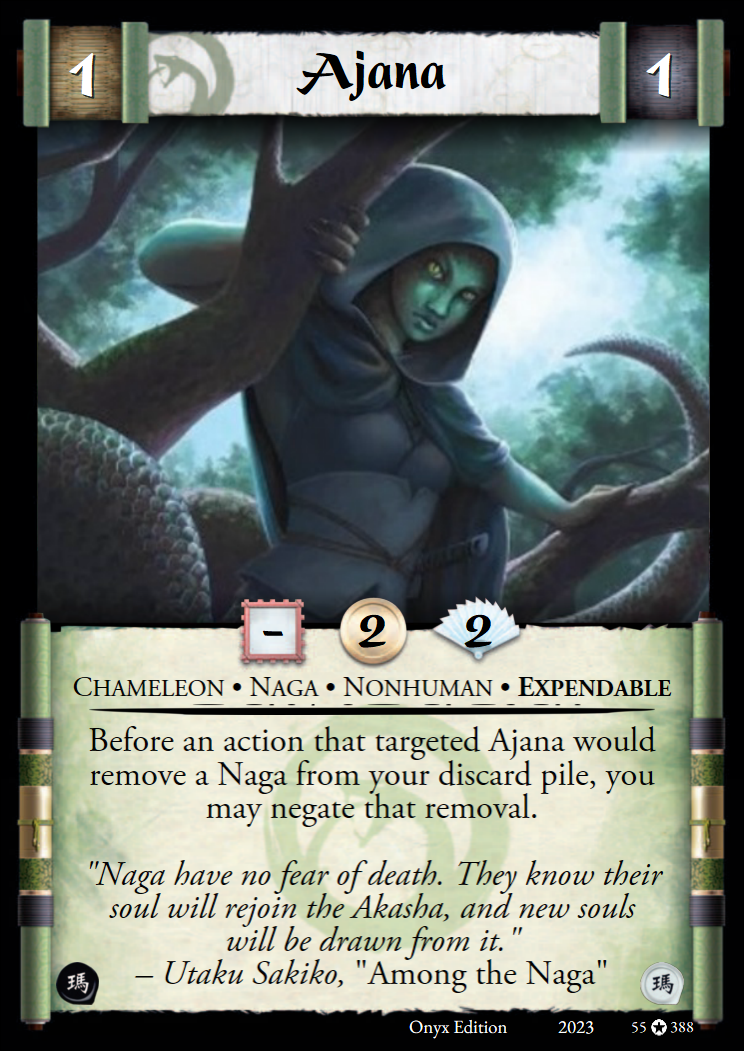 1
Ajana
1
-
2
2
CHAMELEON • NAGA • NONHUMAN • EXPENDABLE
Before an action that targeted Ajana would
remove a Naga from your discard pile, you
may negate that removal.
"Naga have no fear of death. They know their
soul will rejoin the Akasha, and new souls
will be drawn from it."
– Utaku Sakiko, "Among the Naga"
瑪
瑪
Onyx Edition 2023 55 ✪ 388